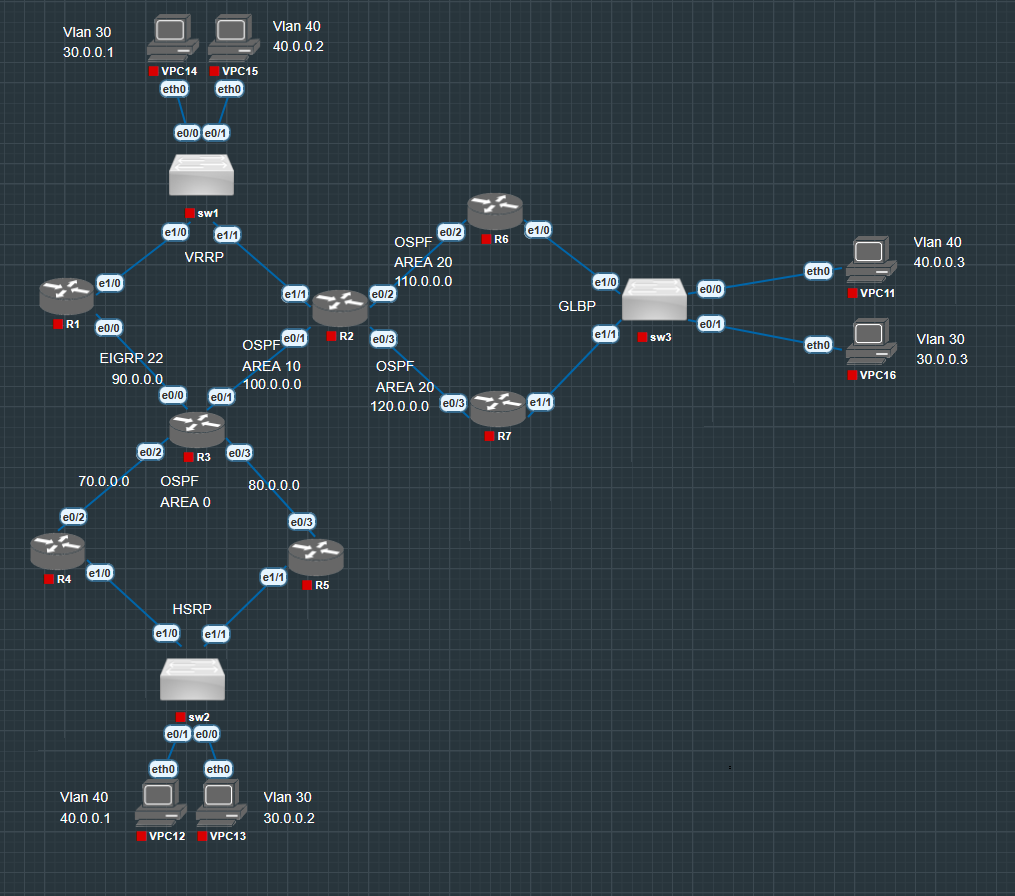 Vlan 30
30.0.0.1
Vlan 40
40.0.0.2
VPC14
VPC15
eth0
eth0
e0/0
e0/1
sw1
e1/0
e1/1
VRRP
e1/0
R1
e0/0
e1/1
R2
e0/2
e0/1
e0/3
OSPF
AREA 20
110.0.0.0
e0/2
R6
e1/0
GLBP
e1/0
e1/1
sw3
e0/0
e0/1
eth0
VPC11
Vlan 40
40.0.0.3
eth0
VPC16
Vlan 30
30.0.0.3
EIGRP 22
90.0.0.0
OSPF
AREA 10
100.0.0.0
OSPF
AREA 20
120.0.0.0
e0/3
R7
e1/1
e0/0
e0/1
R3
e0/2
e0/3
70.0.0.0
OSPF
AREA 0
80.0.0.0
e0/2
R4
e1/0
e0/3
R5
e1/1
HSRP
e1/0
e1/1
sw2
e0/1
e0/0
eth0
eth0
Vlan 40
40.0.0.1
VPC12
VPC13
Vlan 30
30.0.0.2